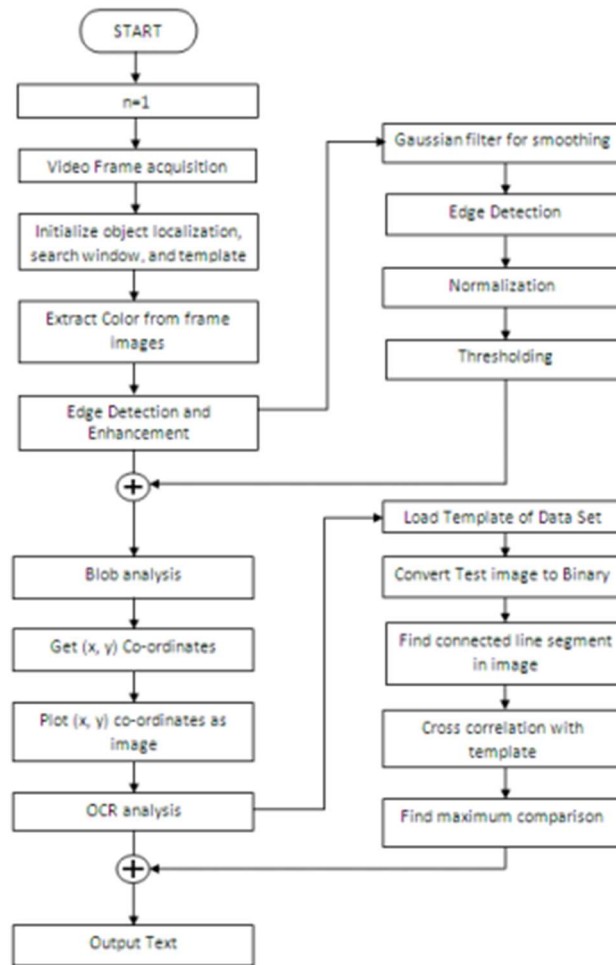 START
n=1
Video Frame acquisition
Initialize object localization,
search window, and template
Extract Color from frame
images
Edge Detection and
Enhancement
Gaussian filter for smoothing
Edge Detection
Normalization
Thresholding
+
Blob analysis
Get (x, y) Co-ordinates
Plot (x, y) co-ordinates as
image
OCR analysis
Load Template of Data Set
Convert Test image to Binary
Find connected line segment
in image
Cross correlation with
template
Find maximum comparison
+
Output Text